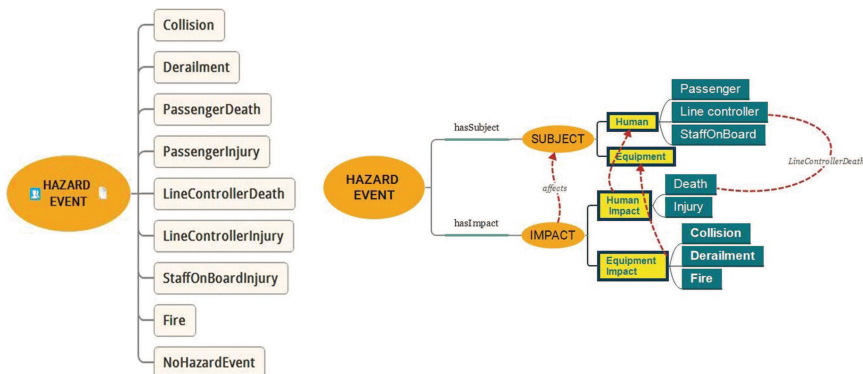 HAZARD
EVENT
Collision
Derailment
PassengerDeath
PassengerInjury
LineControllerDeath
LineControllerInjury
StaffOnBoardInjury
Fire
NoHazardEvent
HAZARD
EVENT
hasSubject
SUBJECT
Human
Passenger
Line controller
StaffOnBoard
Equipment
affects
LineControllerDeath
hasImpact
IMPACT
Human
Impact
Death
Injury
Equipment
Impact
Collision
Derailment
Fire